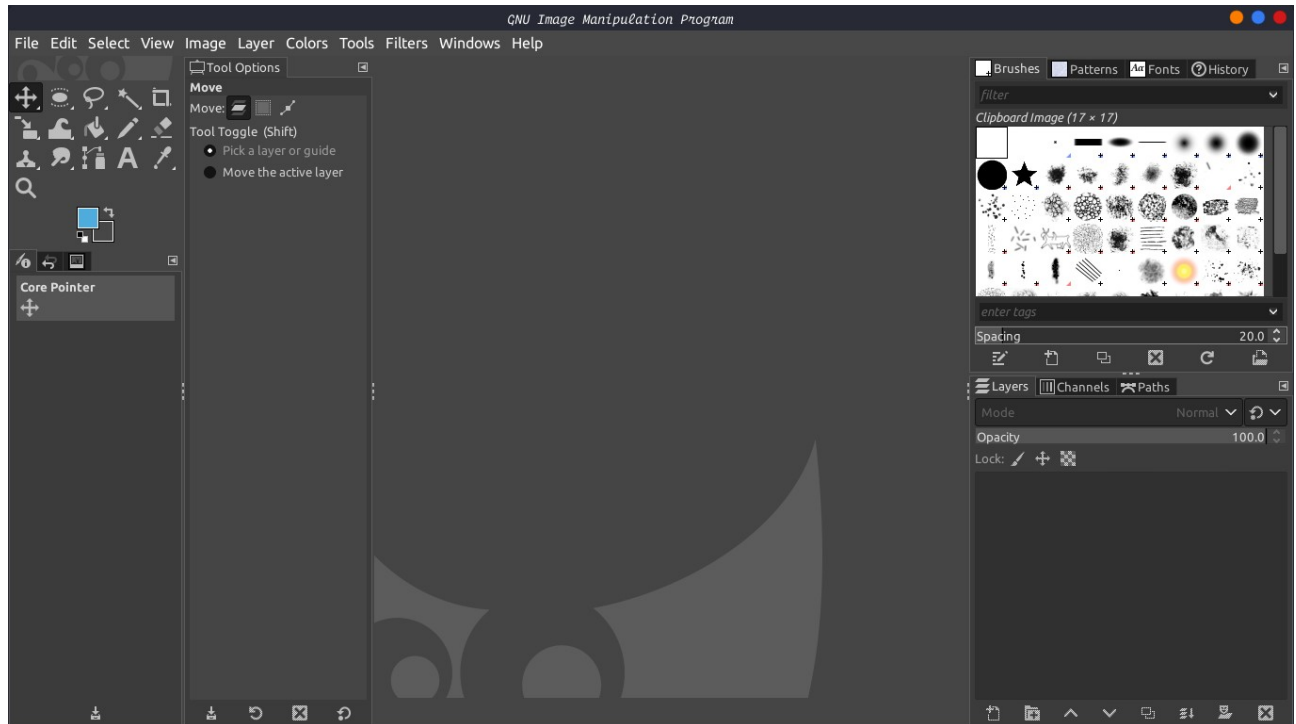 GNU Image Manipulation Program
File Edit Select View Image Layer Colors Tools Filters Windows Help
Tool Options
Move
Move:
Tool Toggle (Shift)
Pick a layer or guide
Move the active layer
Core Pointer
Brushes Patterns Aa Fonts History
filter
Clipboard Image (17 × 17)
enter tags
Spacing 20.0
Layers Channels Paths
Mode Normal
Opacity 100.0
Lock: